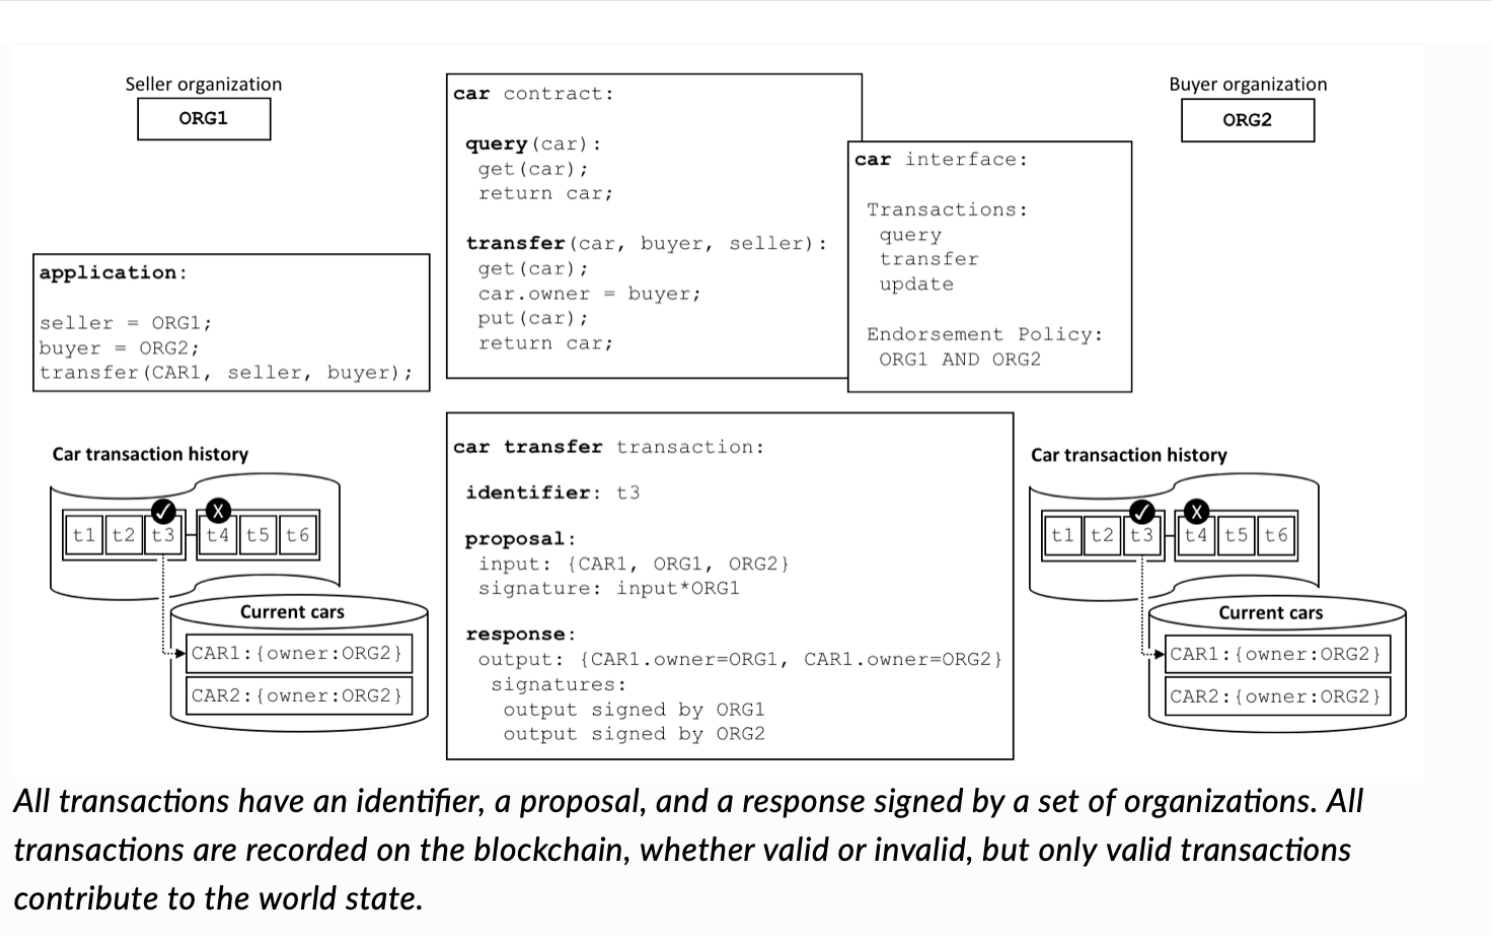 Seller organization
ORG1
car contract:
query(car):
get(car);
return car;
transfer(car, buyer, seller):
get(car);
car.owner = buyer;
put(car);
return car;
car interface:
Transactions:
query
transfer
update
Endorsement Policy:
ORG1 AND ORG2
Buyer organization
ORG2
application:
seller = ORG1;
buyer = ORG2;
transfer(CAR1, seller, buyer);
Car transaction history
✓ X
t1 t2 t3 t4 t5 t6
Current cars
CAR1:{owner:ORG2}
CAR2:{owner:ORG2}
car transfer transaction:
identifier: t3
proposal:
input: {CAR1, ORG1, ORG2}
signature: input*ORG1
response:
output: {CAR1.owner=ORG1, CAR1.owner=ORG2}
signatures:
output signed by ORG1
output signed by ORG2
Car transaction history
✓ X
t1 t2 t3 t4 t5 t6
Current cars
CAR1:{owner:ORG2}
CAR2:{owner:ORG2}
All transactions have an identifier, a proposal, and a response signed by a set of organizations. All
transactions are recorded on the blockchain, whether valid or invalid, but only valid transactions
contribute to the world state.